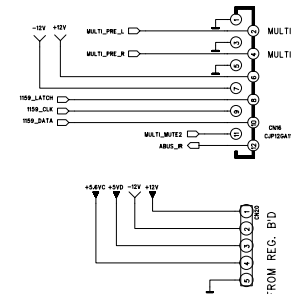 -12V +12V
1
MULTI_PRE_L 2 MULTI
3
MULTI_PRE_R 4 MULTI
5
6
7
1159_LATCH 8
1159_CLK 9
1159_DATA 10
CN16
CJP12GA11
MULTI_MUTE2 11
ABUS_IR 12
+5.6VC +5VD -12V +12V
CN20
1
2
3
4
5
FROM REG. B'D